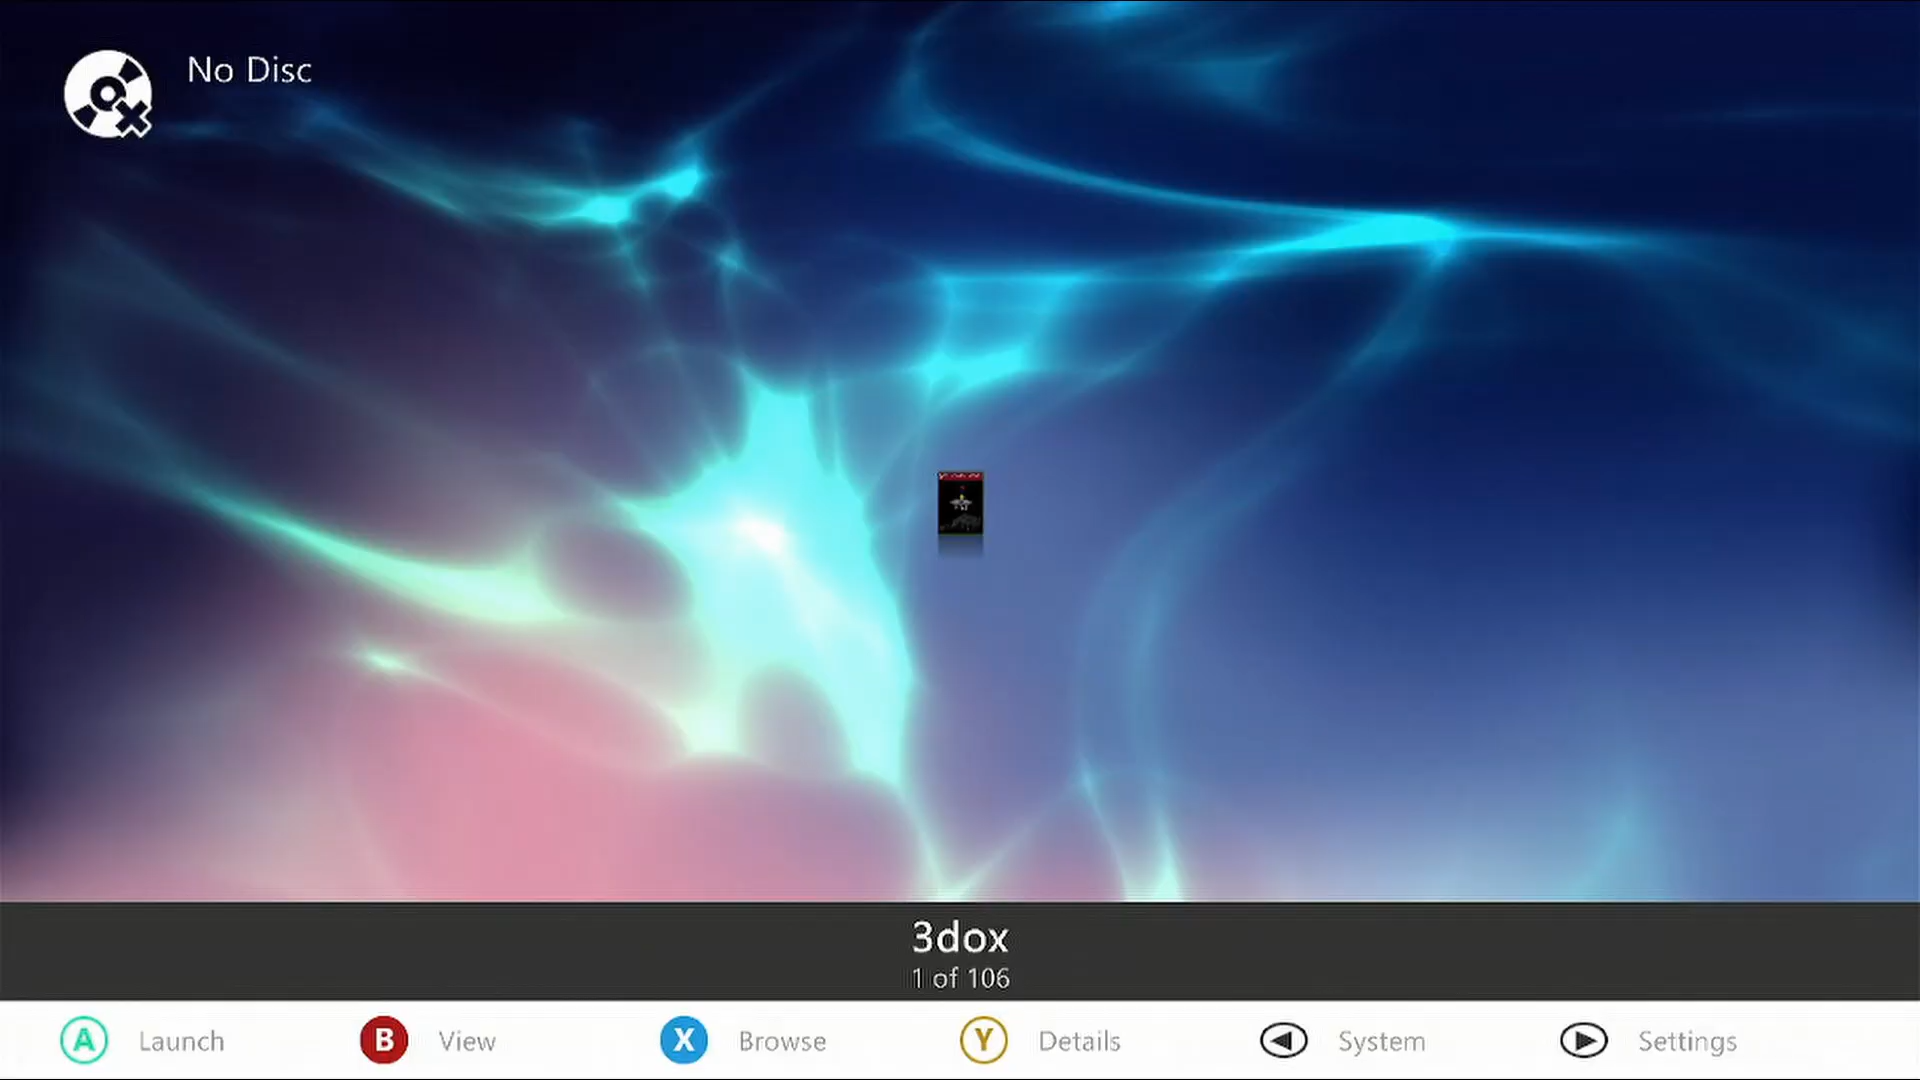 No Disc
3dox
1 of 106
A Launch B View X Browse Y Details System Settings